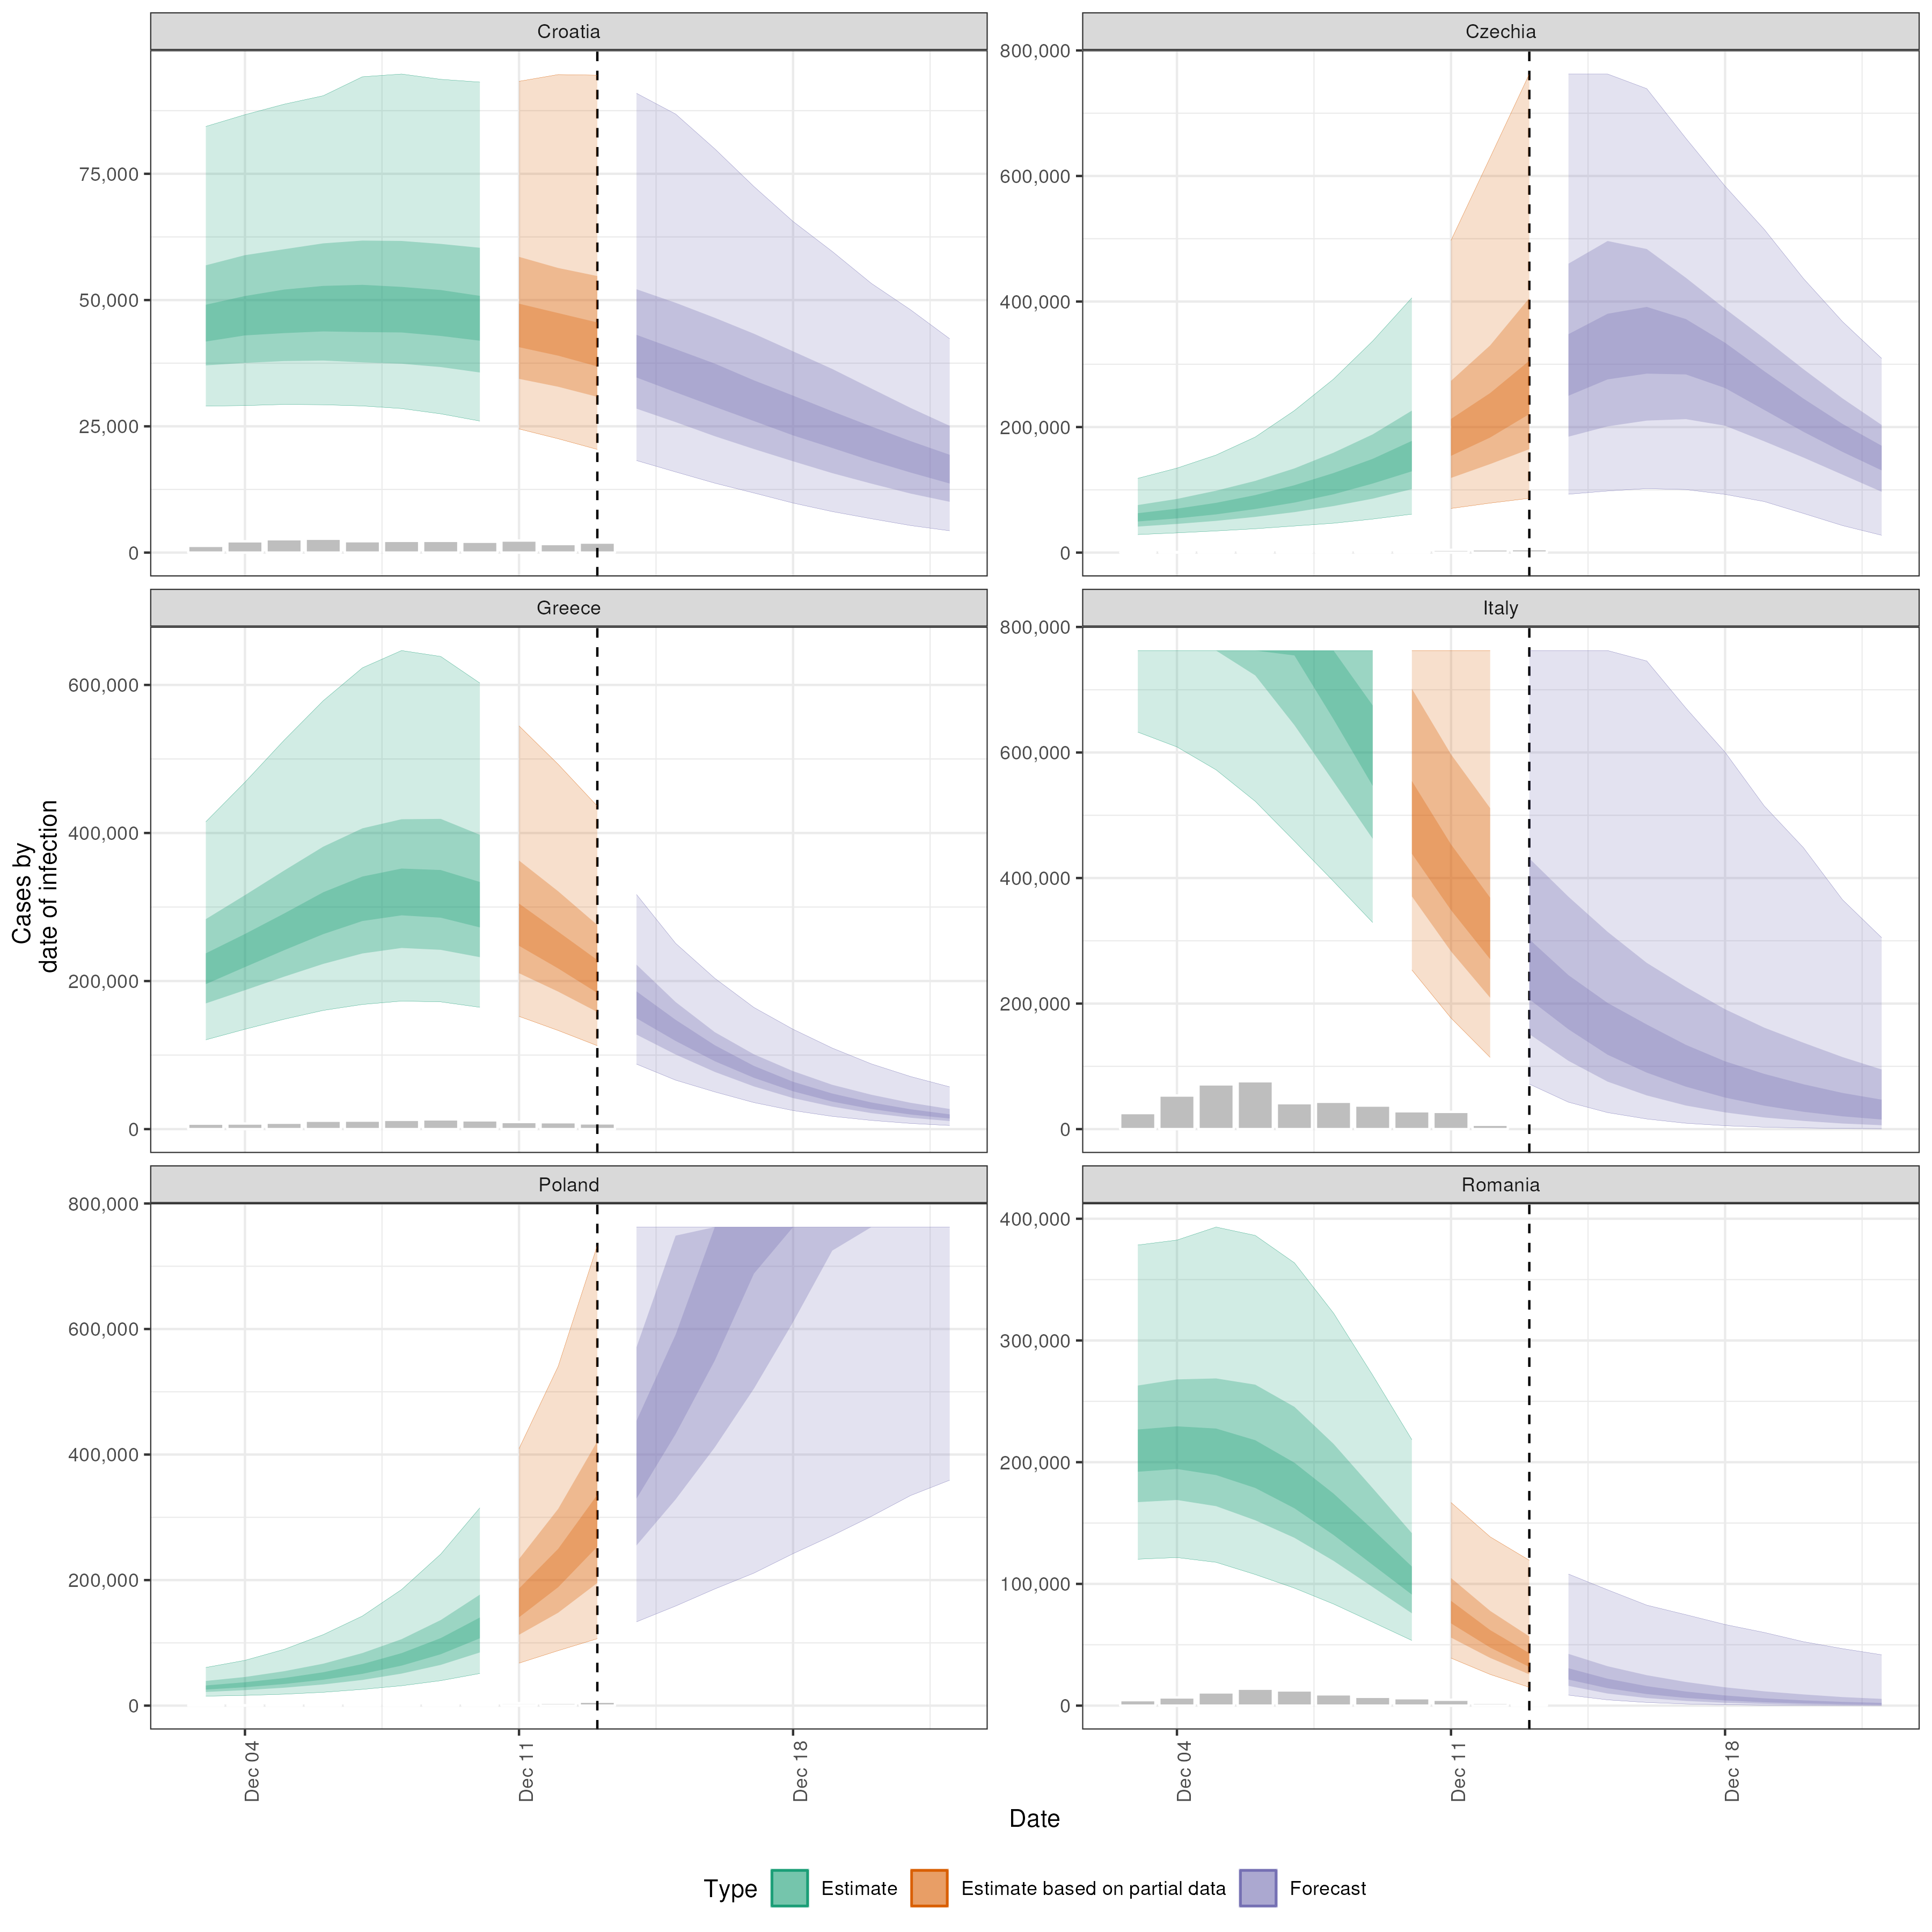 Croatia
Czechia
75,000
50,000
25,000
0
800,000
600,000
400,000
200,000
0
Greece
Italy
600,000
400,000
200,000
0
800,000
600,000
400,000
200,000
0
Poland
Romania
800,000
600,000
400,000
200,000
0
400,000
300,000
200,000
100,000
0
Cases by
date of infection
Dec 04
Dec 11
Dec 18
Dec 04
Dec 11
Dec 18
Date
Type Estimate Estimate based on partial data Forecast